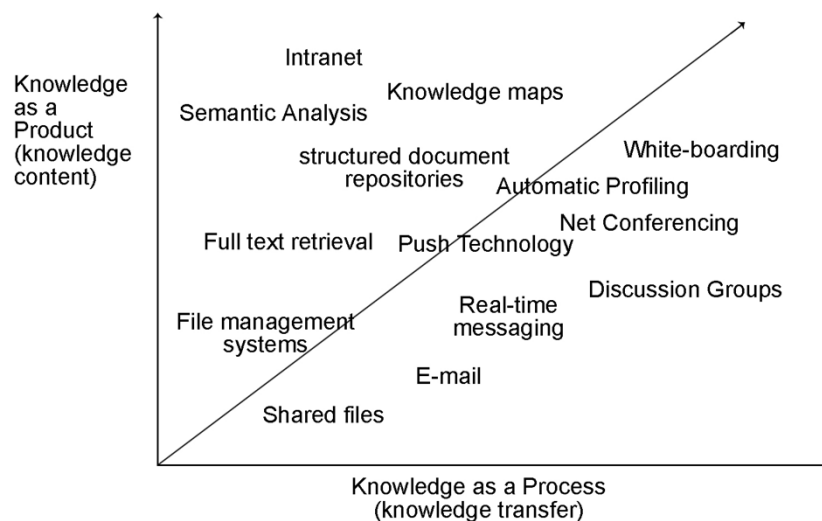 Intranet
Knowledge
as a
Product
(knowledge
content)
Knowledge maps
Semantic Analysis
structured document
repositories
White-boarding
Automatic Profiling
Net Conferencing
Full text retrieval
Push Technology
Discussion Groups
Real-time
messaging
File management
systems
E-mail
Shared files
Knowledge as a Process
(knowledge transfer)